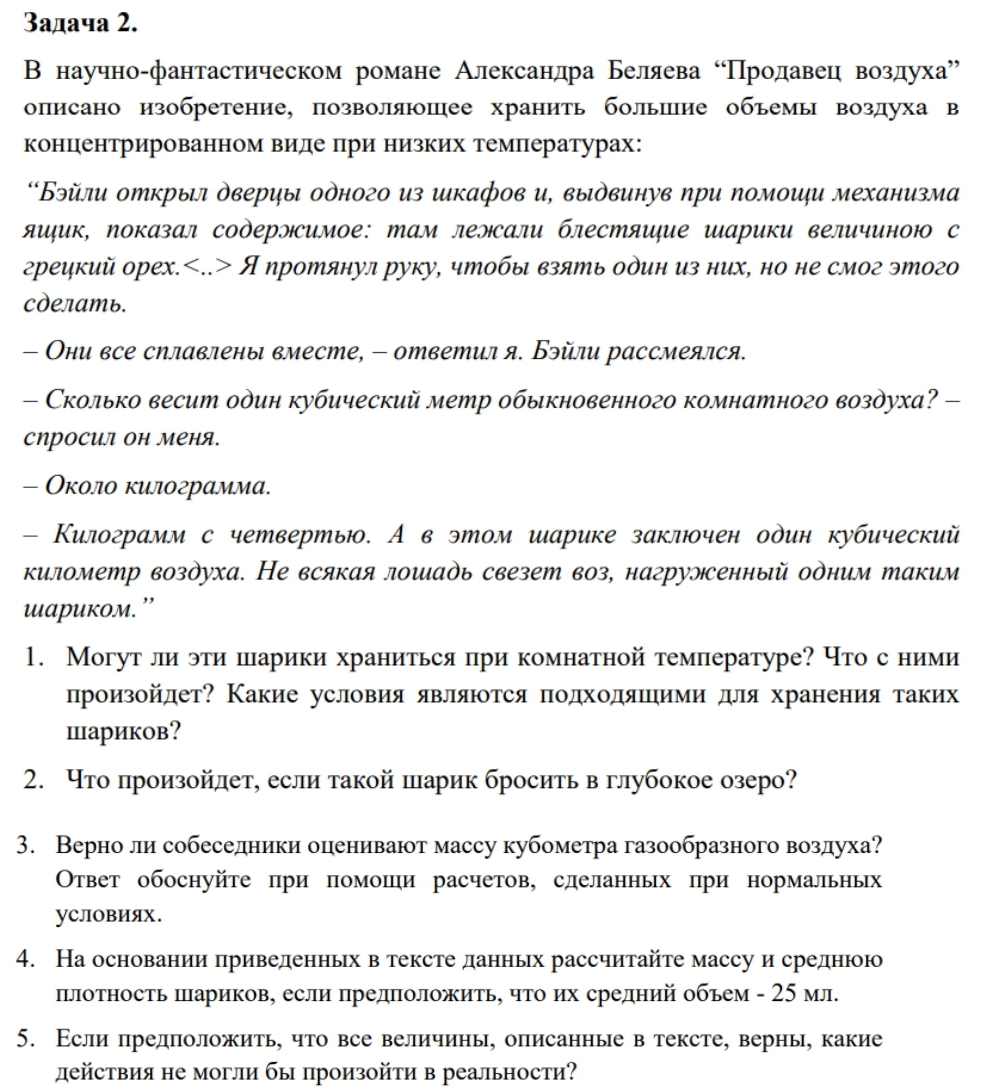 Задача 2.
В научно-фантастическом романе Александра Беляева “Продавец воздуха”
описано изобретение, позволяющее хранить большие объемы воздуха в
концентрированном виде при низких температурах:
“Бэйли открыл дверцы одного из шкафов и, выдвинув при помощи механизма
ящик, показал содержимое: там лежали блестящие шарики величиною с
грецкий орех.<..> Я протянул руку, чтобы взять один из них, но не смог этого
сделать.
– Они все сплавлены вместе, – ответил я. Бэйли рассмеялся.
– Сколько весит один кубический метр обыкновенного комнатного воздуха? –
спросил он меня.
– Около килограмма.
– Килограмм с четвертью. А в этом шарике заключен один кубический
километр воздуха. Не всякая лошадь свезет воз, нагруженный одним таким
шариком.”
1. Могут ли эти шарики храниться при комнатной температуре? Что с ними
произойдет? Какие условия являются подходящими для хранения таких
шариков?
2. Что произойдет, если такой шарик бросить в глубокое озеро?
3. Верно ли собеседники оценивают массу кубометра газообразного воздуха?
Ответ обоснуйте при помощи расчетов, сделанных при нормальных
условиях.
4. На основании приведенных в тексте данных рассчитайте массу и среднюю
плотность шариков, если предположить, что их средний объем - 25 мл.
5. Если предположить, что все величины, описанные в тексте, верны, какие
действия не могли бы произойти в реальности?